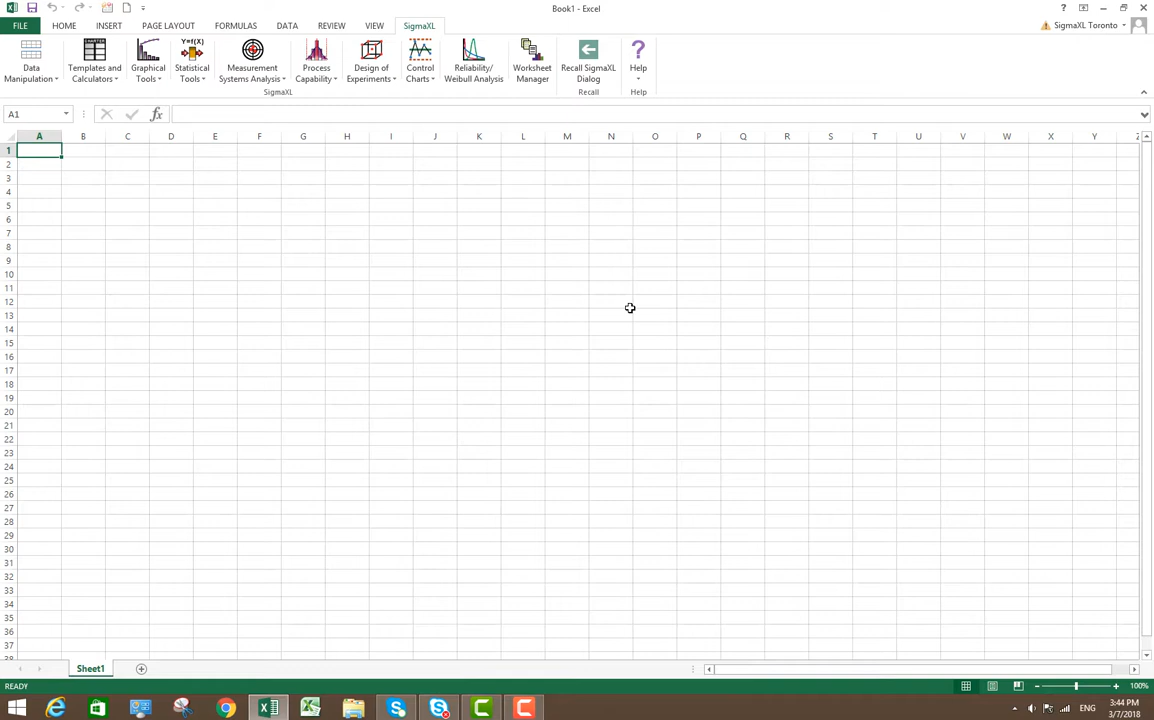 Book1 - Excel
FILE HOME INSERT PAGE LAYOUT FORMULAS DATA REVIEW VIEW SigmaXL SigmaXL Toronto
Data Manipulation
Templates and Calculators
Graphical Tools
Y=f(X)
Statistical Tools
Measurement Systems Analysis
Process Capability
Design of Experiments
Control Charts
Reliability/ Weibull Analysis
Worksheet Manager
Recall SigmaXL Dialog
Help
SigmaXL Recall Help
A1 fx
A B C D E F G H I J K L M N O P Q R S T U V W X Y Z
1
2
3
4
5
6
7
8
9
10
11
12
13
14
15
16
17
18
19
20
21
22
23
24
25
26
27
28
29
30
31
32
33
34
35
36
37
38
Sheet1
READY 100%
ENG 3:44 PM
3/7/2018